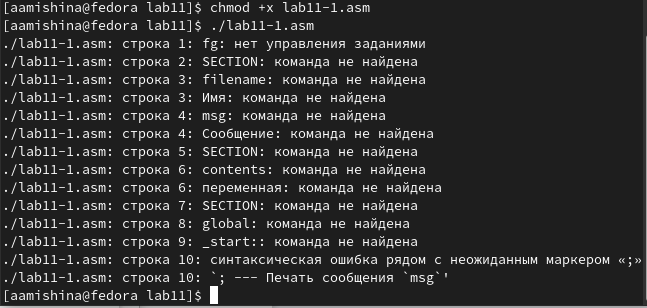 [aamishina@fedora lab11]$ chmod +x lab11-1.asm
[aamishina@fedora lab11]$ ./lab11-1.asm
./lab11-1.asm: строка 1: fg: нет управления заданиями
./lab11-1.asm: строка 2: SECTION: команда не найдена
./lab11-1.asm: строка 3: filename: команда не найдена
./lab11-1.asm: строка 3: Имя: команда не найдена
./lab11-1.asm: строка 4: msg: команда не найдена
./lab11-1.asm: строка 4: Сообщение: команда не найдена
./lab11-1.asm: строка 5: SECTION: команда не найдена
./lab11-1.asm: строка 6: contents: команда не найдена
./lab11-1.asm: строка 6: переменная: команда не найдена
./lab11-1.asm: строка 7: SECTION: команда не найдена
./lab11-1.asm: строка 8: global: команда не найдена
./lab11-1.asm: строка 9: _start:: команда не найдена
./lab11-1.asm: строка 10: синтаксическая ошибка рядом с неожиданным маркером «;»
./lab11-1.asm: строка 10: `; --- Печать сообщения `msg`'
[aamishina@fedora lab11]$